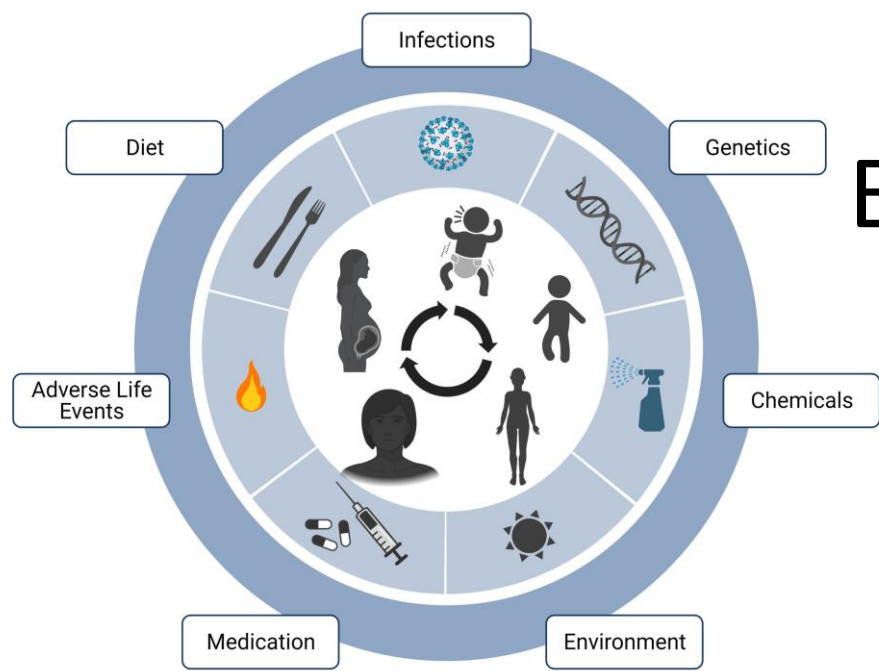 Infections
Diet
Genetics
E
Adverse Life
Events
Chemicals
Medication
Environment